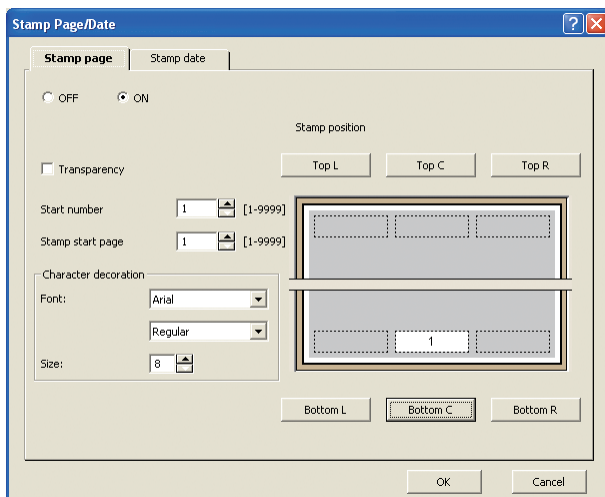 Stamp Page/Date
Stamp page Stamp date
OFF ON
Stamp position
Transparency Top L Top C Top R
Start number 1 [1-9999]
Stamp start page 1 [1-9999]
Character decoration
Font: Arial
Regular
1
Size: 8
Bottom L Bottom C Bottom R
OK Cancel